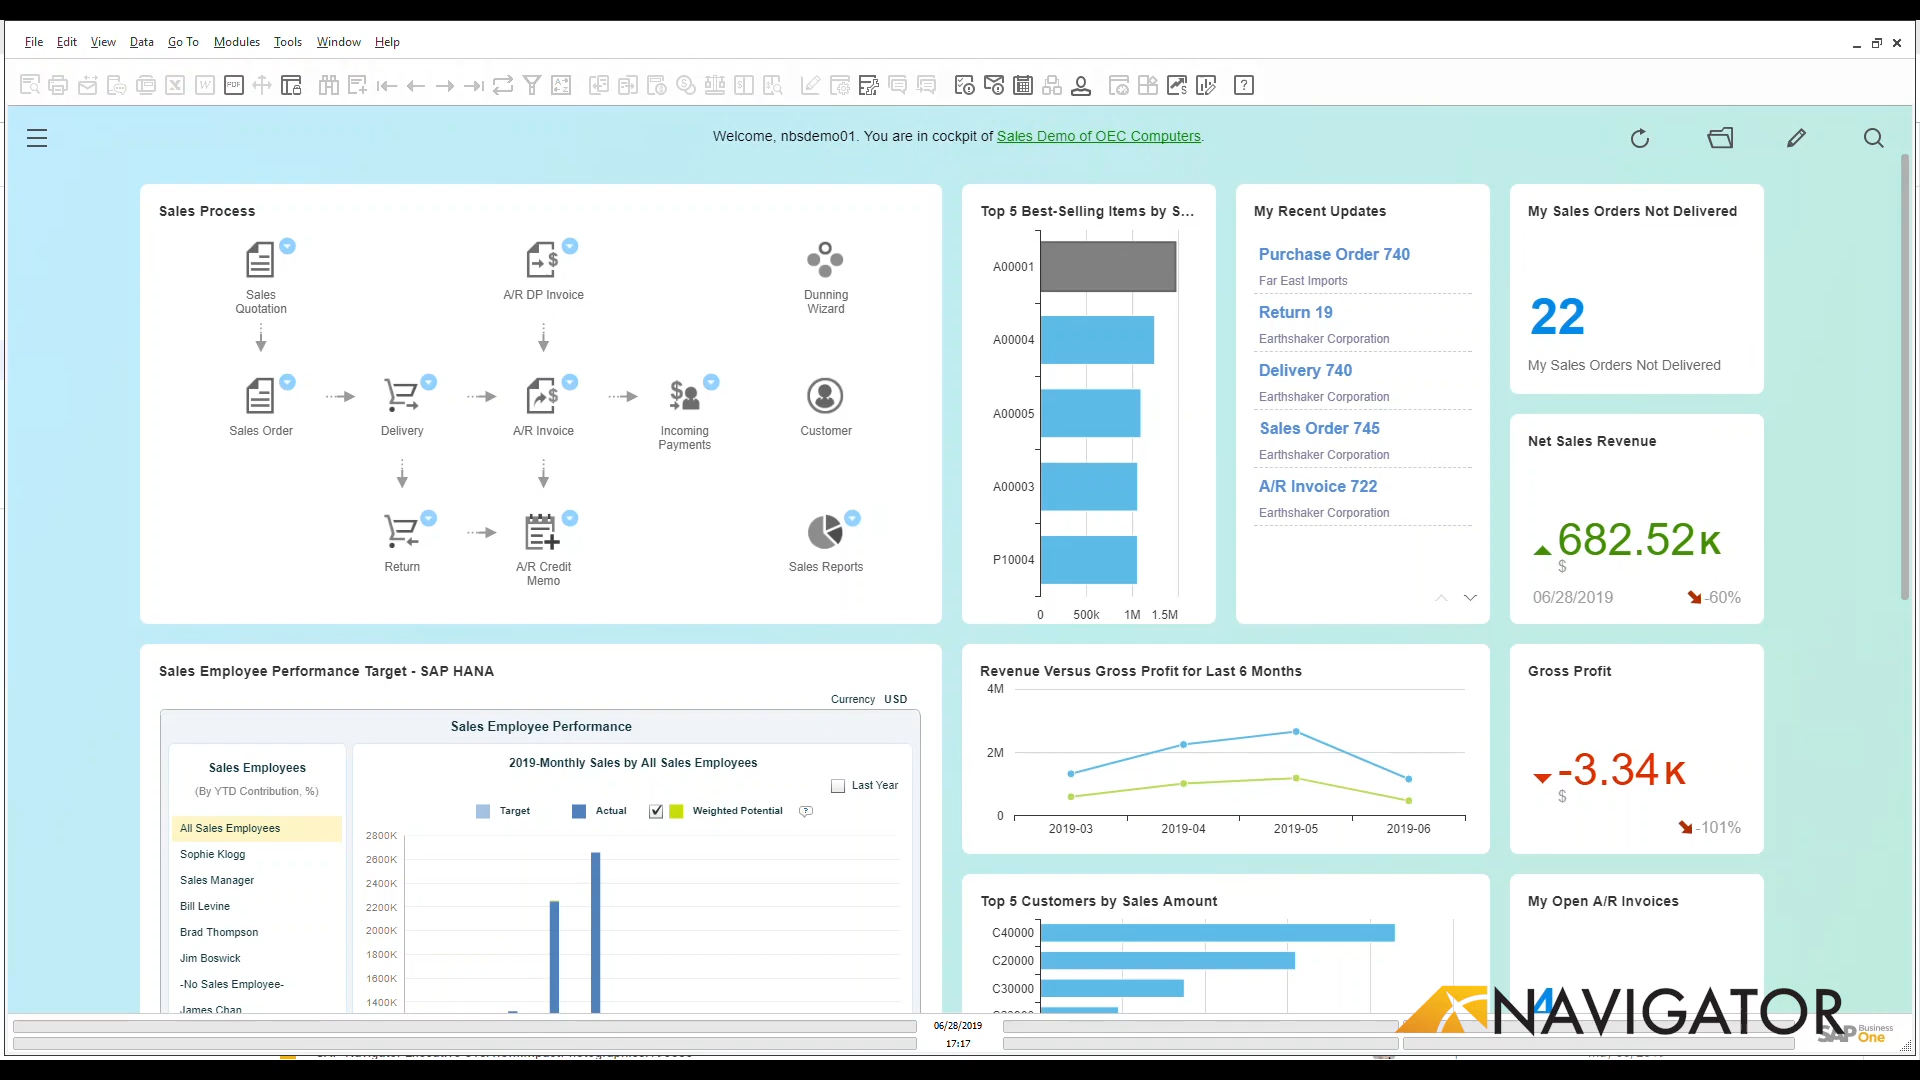 File Edit View Data Go To Modules Tools Window Help
Welcome, nbsdemo01. You are in cockpit of Sales Demo of OEC Computers.
Sales Process
Sales
Quotation
A/R DP Invoice
Dunning
Wizard
Sales Order
Delivery
A/R Invoice
Incoming
Payments
Customer
Return
A/R Credit
Memo
Sales Reports
Top 5 Best-Selling Items by S...
A00001
A00004
A00005
A00003
P10004
0 500k 1M 1.5M
My Recent Updates
Purchase Order 740
Far East Imports
Return 19
Earthshaker Corporation
Delivery 740
Earthshaker Corporation
Sales Order 745
Earthshaker Corporation
A/R Invoice 722
Earthshaker Corporation
My Sales Orders Not Delivered
22
My Sales Orders Not Delivered
Net Sales Revenue
682.52K
$
06/28/2019 -60%
Sales Employee Performance Target - SAP HANA
Currency USD
Sales Employee Performance
Sales Employees
(By YTD Contribution, %)
All Sales Employees
Sophie Klogg
Sales Manager
Bill Levine
Brad Thompson
Jim Boswick
-No Sales Employee-
James Chan
2019-Monthly Sales by All Sales Employees
Last Year
Target Actual Weighted Potential
2800K
2600K
2400K
2200K
2000K
1800K
1600K
1400K
Revenue Versus Gross Profit for Last 6 Months
4M
2M
0
2019-03 2019-04 2019-05 2019-06
Gross Profit
-3.34K
$
-101%
Top 5 Customers by Sales Amount
C40000
C20000
C30000
My Open A/R Invoices
4
NAVIGATOR
SAP Business One
06/28/2019
17:17